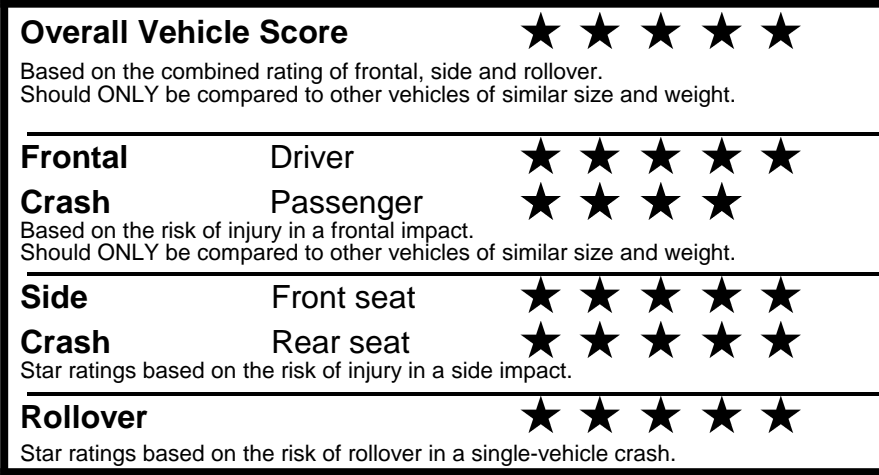 Overall Vehicle Score ★ ★ ★ ★ ★
Based on the combined rating of frontal, side and rollover.
Should ONLY be compared to other vehicles of similar size and weight.
Frontal Driver ★ ★ ★ ★ ★
Crash Passenger ★ ★ ★ ★
Based on the risk of injury in a frontal impact.
Should ONLY be compared to other vehicles of similar size and weight.
Side Front seat ★ ★ ★ ★ ★
Crash Rear seat ★ ★ ★ ★ ★
Star ratings based on the risk of injury in a side impact.
Rollover ★ ★ ★ ★ ★
Star ratings based on the risk of rollover in a single-vehicle crash.